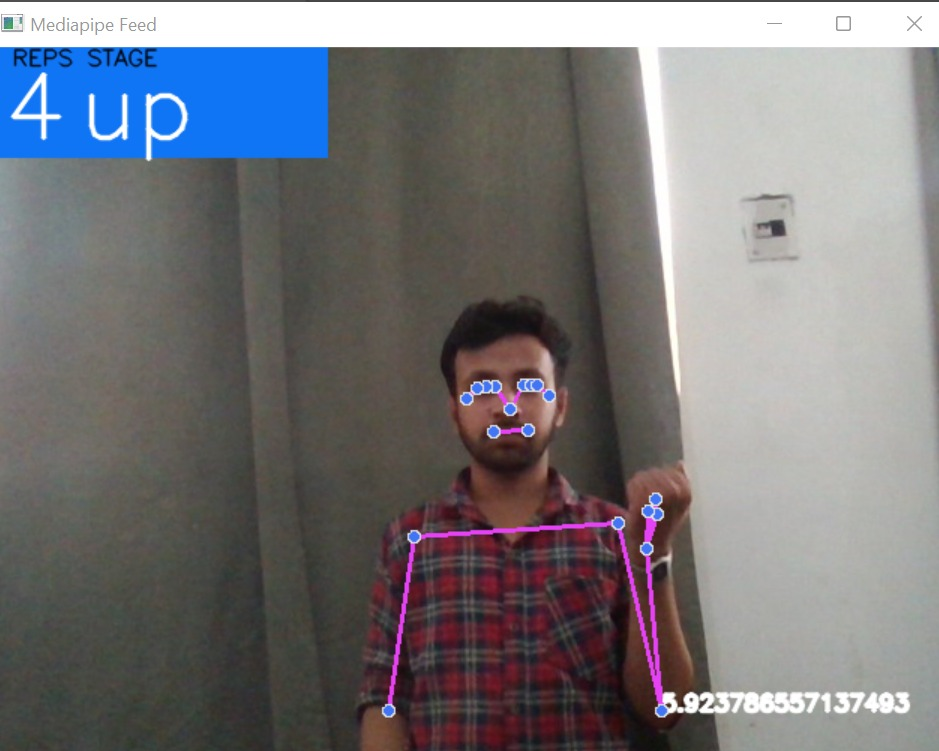 Mediapipe Feed
REPS STAGE
4 up
5.923786557137493